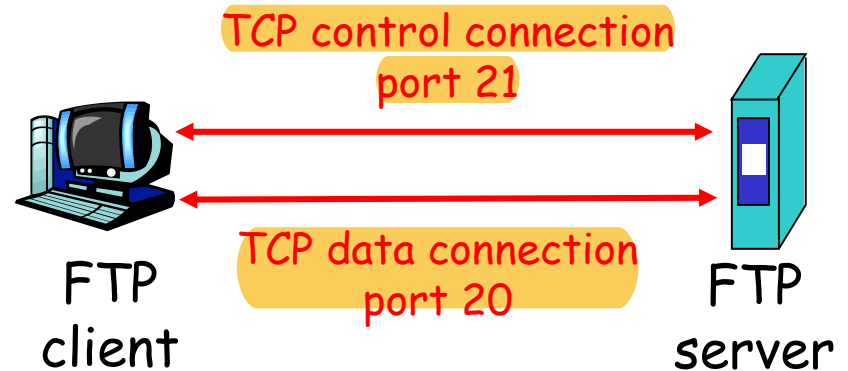 TCP control connection
port 21
TCP data connection
port 20
FTP
client
FTP
server